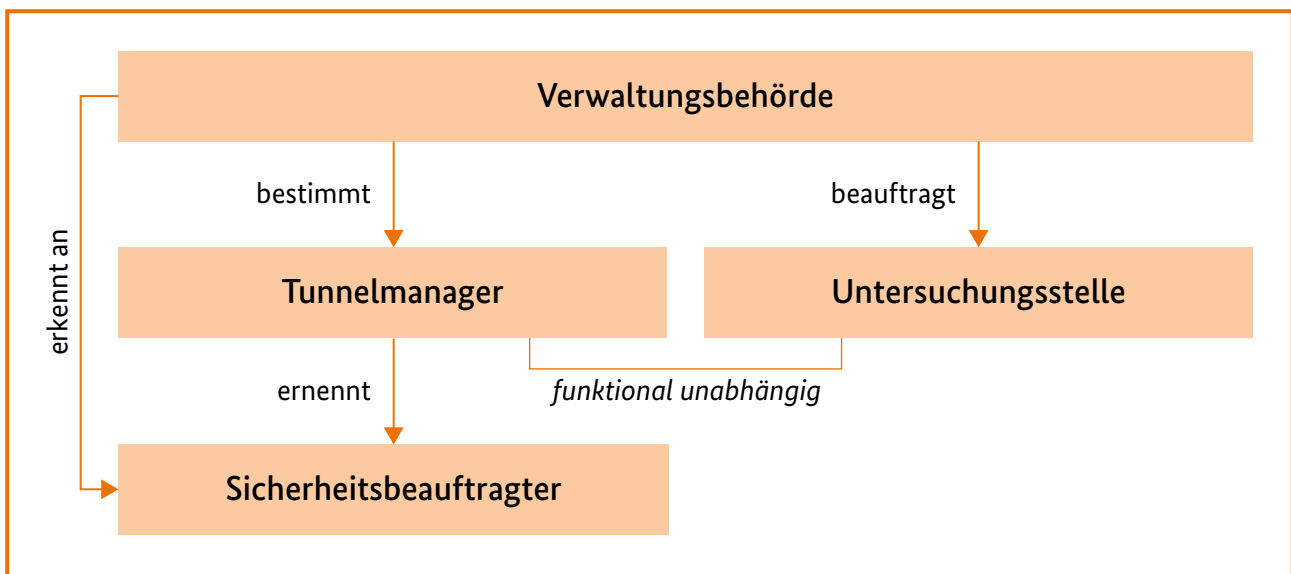 Verwaltungsbehörde
bestimmt
beauftragt
erkennt an
Tunnelmanager
Untersuchungsstelle
ernennt
funktional unabhängig
Sicherheitsbeauftragter